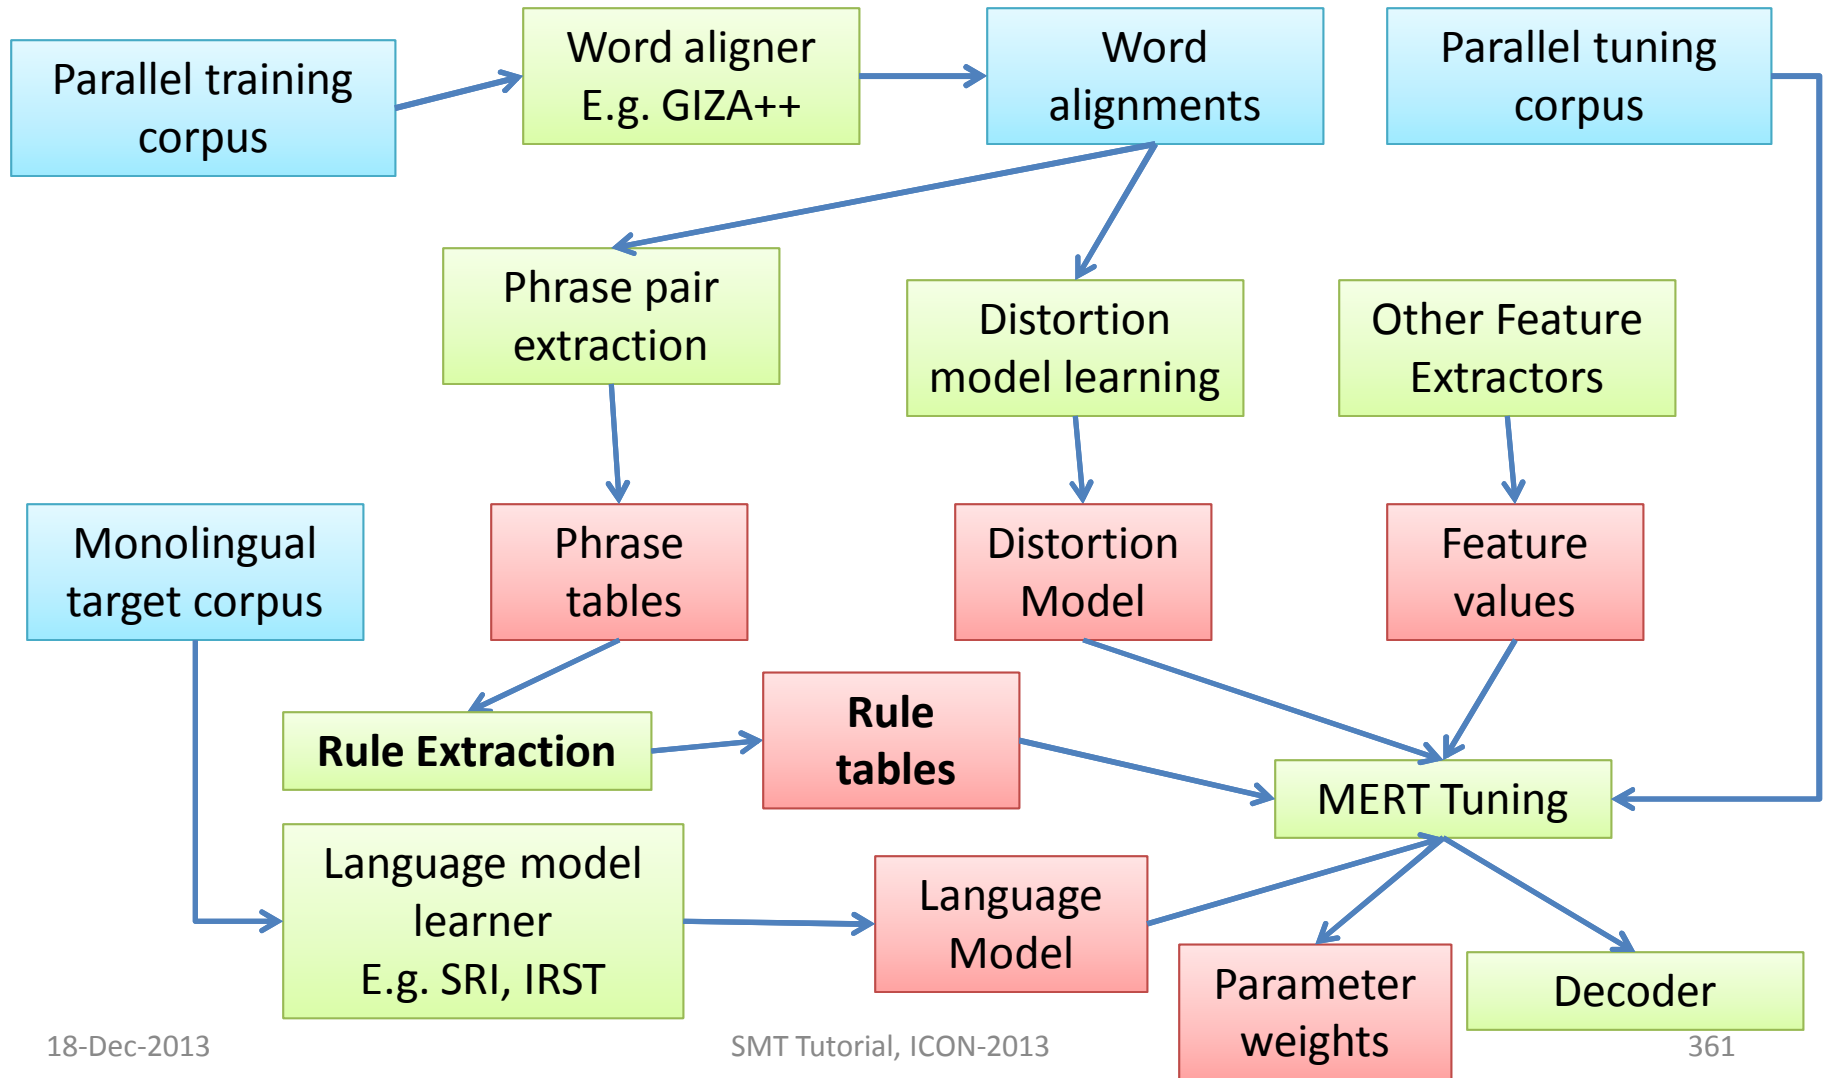 Parallel training
corpus
Word aligner
E.g. GIZA++
Word
alignments
Parallel tuning
corpus
Phrase pair
extraction
Distortion
model learning
Other Feature
Extractors
Monolingual
target corpus
Phrase
tables
Distortion
Model
Feature
values
Rule Extraction
Rule
tables
MERT Tuning
Language model
learner
E.g. SRI, IRST
Language
Model
Parameter
weights
Decoder
18-Dec-2013
SMT Tutorial, ICON-2013
361